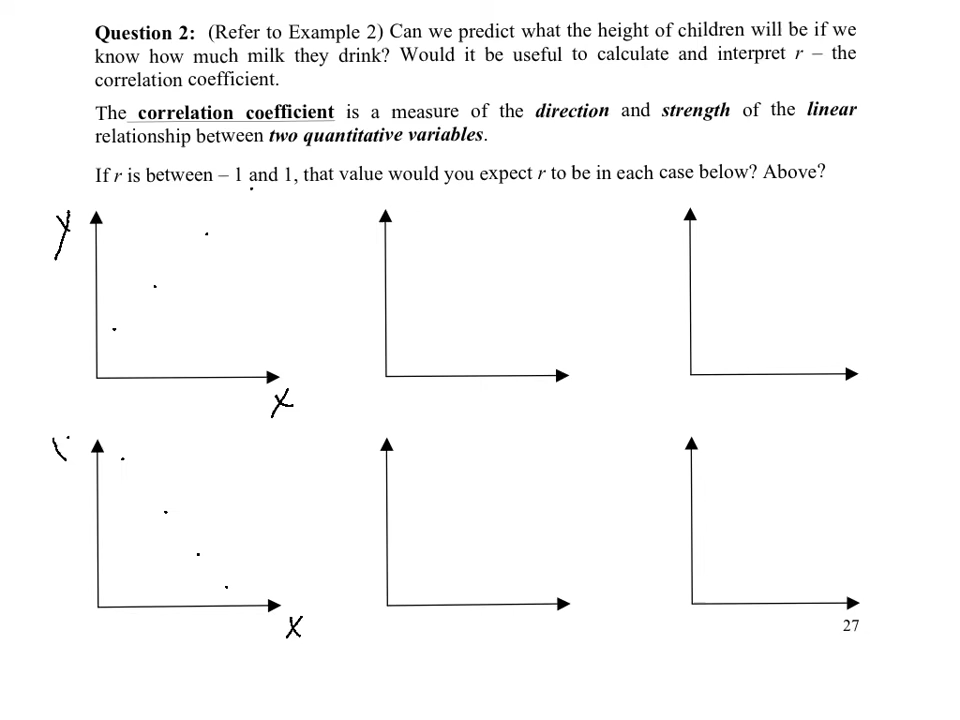 Question 2: (Refer to Example 2) Can we predict what the height of children will be if we
know how much milk they drink? Would it be useful to calculate and interpret r – the
correlation coefficient.
The correlation coefficient is a measure of the direction and strength of the linear
relationship between two quantitative variables.
If r is between – 1 and 1, that value would you expect r to be in each case below? Above?
y
x
x
27